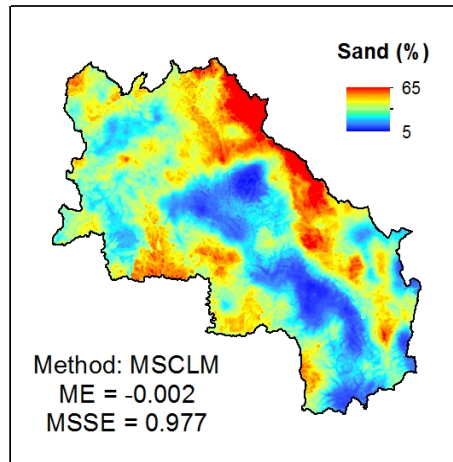 Sand (%)
65
5
Method: MSCLM
ME = -0.002
MSSE = 0.977